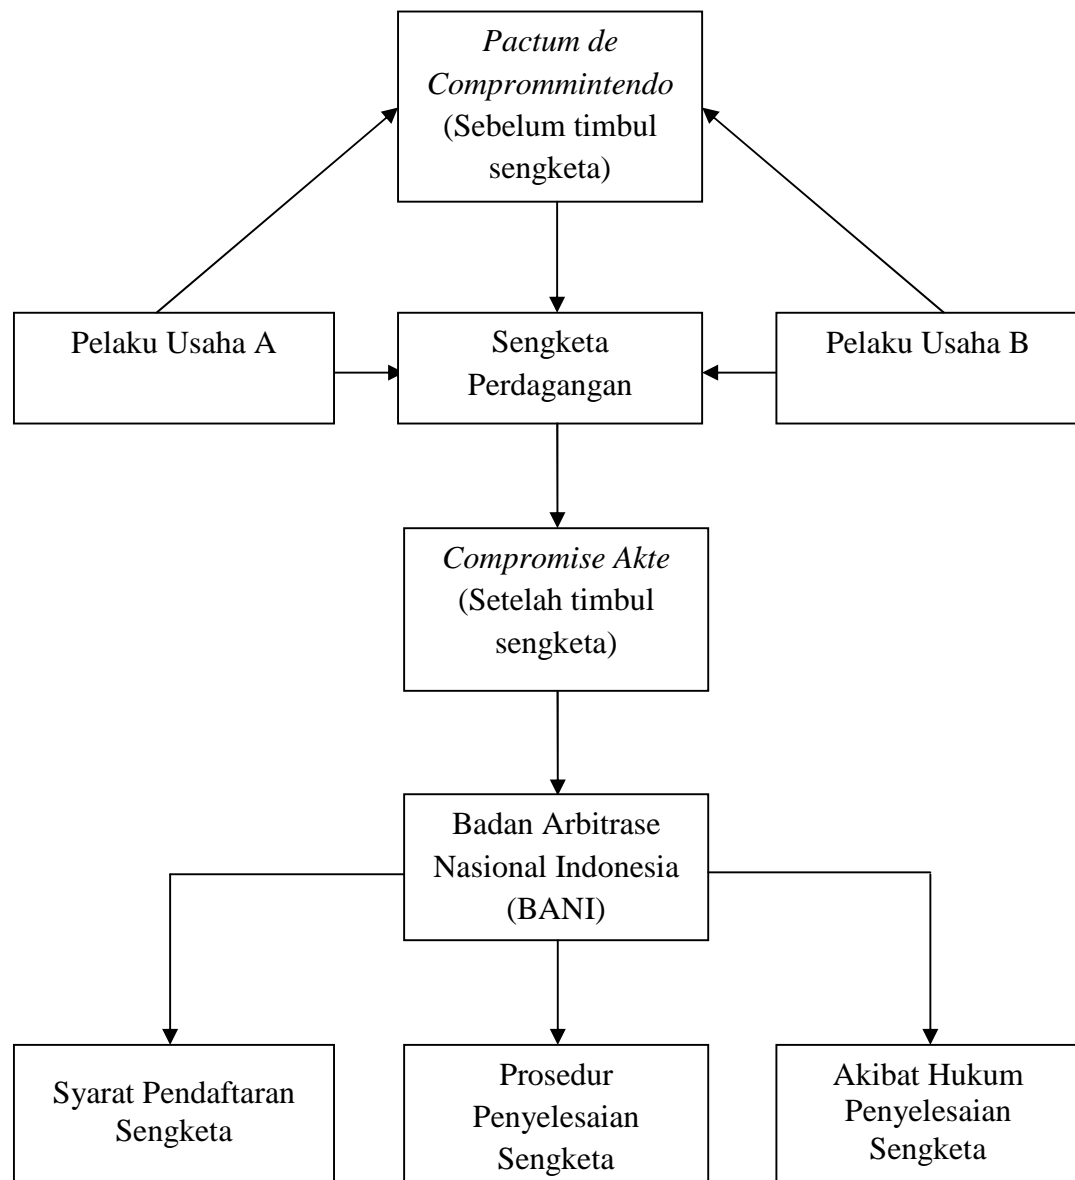 Pactum de
Comprommintendo
(Sebelum timbul
sengketa)
Pelaku Usaha A
Sengketa
Perdagangan
Pelaku Usaha B
Compromise Akte
(Setelah timbul
sengketa)
Badan Arbitrase
Nasional Indonesia
(BANI)
Syarat Pendaftaran
Sengketa
Prosedur
Penyelesaian
Sengketa
Akibat Hukum
Penyelesaian
Sengketa